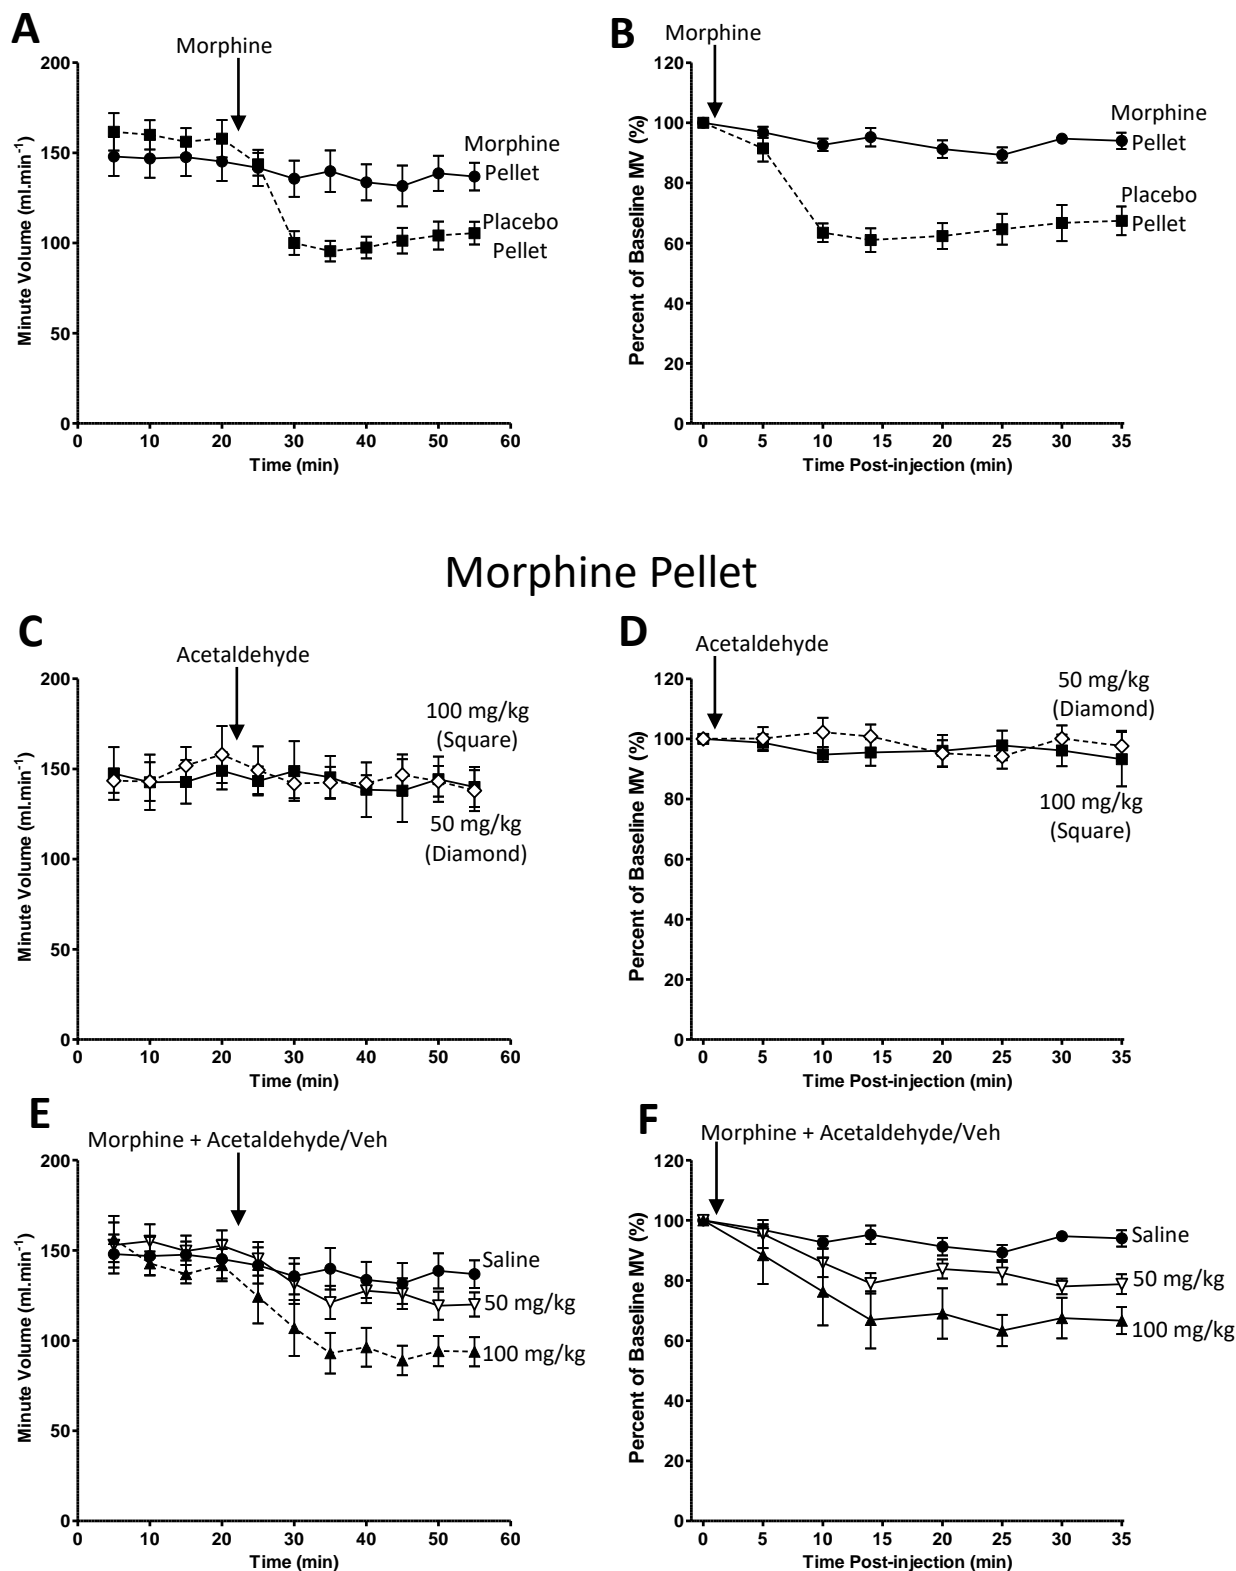 A
Morphine
200
150
100
50
0
Minute Volume (ml.min⁻¹)
Morphine
Pellet
Placebo
Pellet
0 10 20 30 40 50 60
Time (min)
B
Morphine
120
100
80
60
40
20
0
Percent of Baseline MV (%)
Morphine
Pellet
Placebo
Pellet
0 5 10 15 20 25 30 35
Time Post-injection (min)
Morphine Pellet
C
Acetaldehyde
200
150
100
50
0
Minute Volume (ml.min⁻¹)
100 mg/kg
(Square)
50 mg/kg
(Diamond)
0 10 20 30 40 50 60
Time (min)
D
Acetaldehyde
120
100
80
60
40
20
0
Percent of Baseline MV (%)
50 mg/kg
(Diamond)
100 mg/kg
(Square)
0 5 10 15 20 25 30 35
Time Post-injection (min)
E
Morphine + Acetaldehyde/Veh
200
150
100
50
0
Minute Volume (ml.min⁻¹)
Saline
50 mg/kg
100 mg/kg
0 10 20 30 40 50 60
Time (min)
F
Morphine + Acetaldehyde/Veh
120
100
80
60
40
20
0
Percent of Baseline MV (%)
Saline
50 mg/kg
100 mg/kg
0 5 10 15 20 25 30 35
Time Post-injection (min)